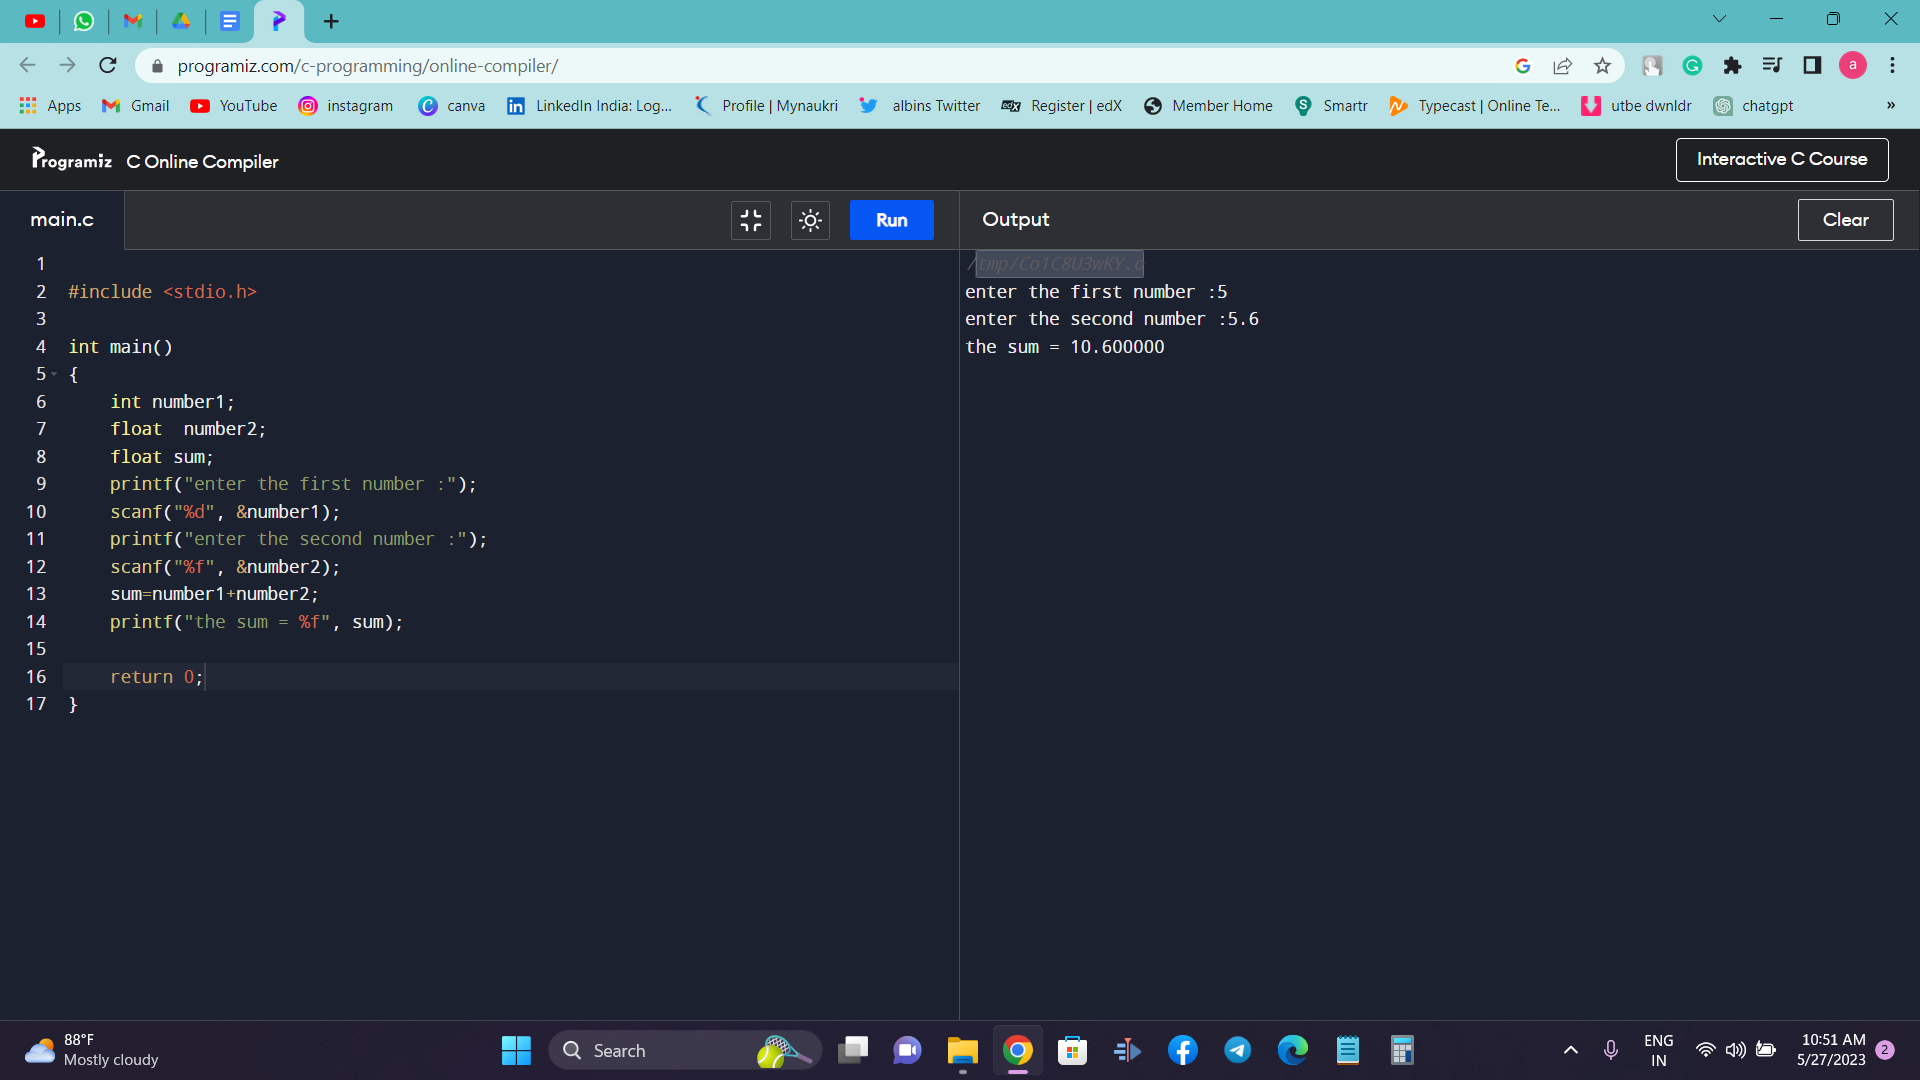 programiz.com/c-programming/online-compiler/
a
Apps
Gmail
YouTube
instagram
canva
LinkedIn India: Log...
Profile | Mynaukri
albins Twitter
edX
Register | edX
Member Home
Smartr
Typecast | Online Te...
utbe dwnldr
chatgpt
»
Programiz
C Online Compiler
Interactive C Course
main.c
Run
Output
Clear
1
2 #include <stdio.h>
3
4 int main()
5 {
6 int number1;
7 float  number2;
8 float sum;
9 printf("enter the first number :");
10 scanf("%d", &number1);
11 printf("enter the second number :");
12 scanf("%f", &number2);
13 sum=number1+number2;
14 printf("the sum = %f", sum);
15
16 return 0;
17 }
/tmp/Co1C8U3wKY.o
enter the first number :5
enter the second number :5.6
the sum = 10.600000
88°F
Mostly cloudy
Search
ENG
IN
10:51 AM
5/27/2023
2